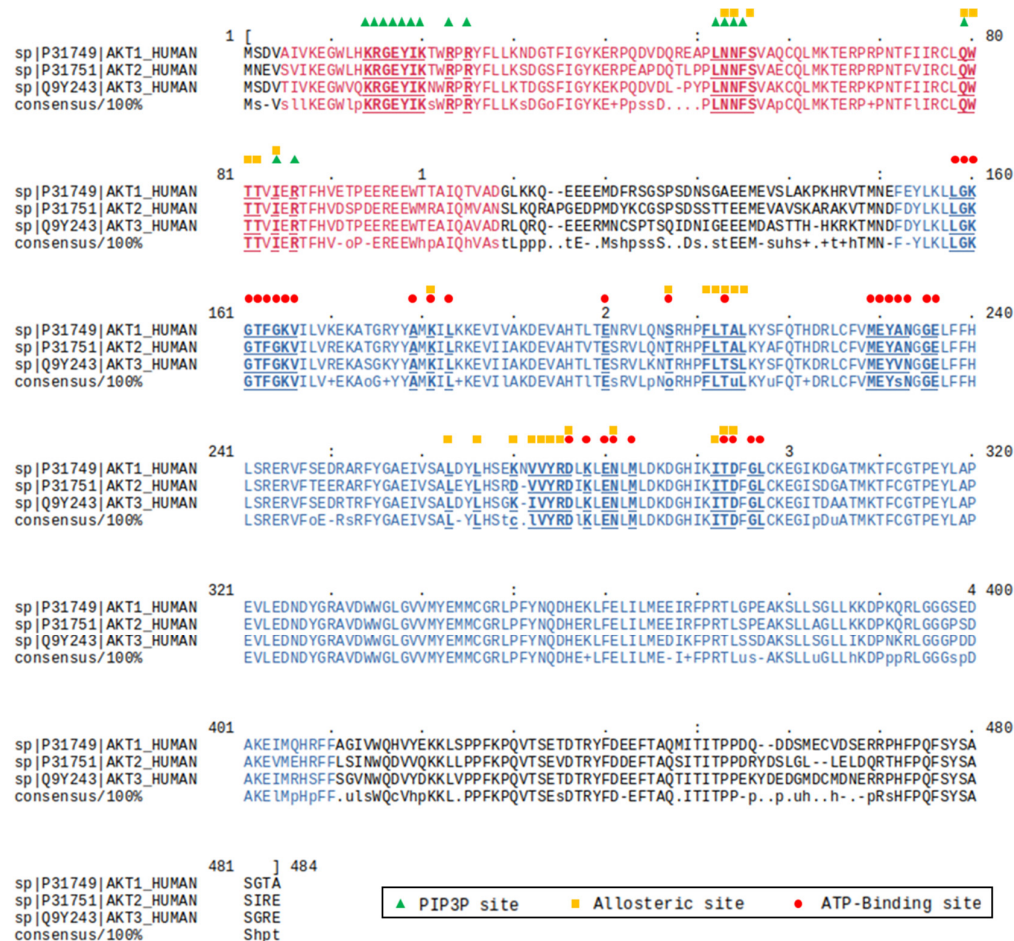 1 [ . . . . : . . . 80
sp|P31749|AKT1_HUMAN MSDVAIVKEGWLHKRGEYIKTWRPRYFLLKNDGTFIGYKERPQDVDQREAPLNNFSVAQCQLMKTERPRPNTFIIRCLQW
sp|P31751|AKT2_HUMAN MNEVSVIKEGWLHKRGEYIKTWRPRYFLLKSDGSFIGYKERPEAPDQTLPPLNNFSVAECQLMKTERPRPNTFVIRCLQW
sp|Q9Y243|AKT3_HUMAN MSDVTIVKEGWVQKRGEYIKNWRPRYFLLKTDGSFIGYKEKPQDVDL-PYPLNNFSVAKCQLMKTERPKPNTFIIRCLQW
consensus/100% Ms-VsllKEGWlpKRGEYIKsWRPRYFLLKsDGoFIGYKE+PpssD....PLNNFSVApCQLMKTERP+PNTFlIRCLQW
81 . 1 . . . . : . 160
sp|P31749|AKT1_HUMAN TTVIERTFHVETPEEREEWTTAIQTVADGLKKQ--EEEEMDFRSGSPSDNSGAEEMEVSLAKPKHRVTMNEFEYLKLLGK
sp|P31751|AKT2_HUMAN TTVIERTFHVDSPDEREEWMRAIQMVANSLKQRAPGEDPMDYKCGSPSDSSTTEEMEVAVSKARAKVTMNDFDYLKLLGK
sp|Q9Y243|AKT3_HUMAN TTVIERTFHVDTPEEREEWTEAIQAVADRLQRQ--EEERMNCSPTSQIDNIGEEEMDASTTH-HKRKTMNDFDYLKLLGK
consensus/100% TTVIERTFHV-oP-EREEWhpAIQhVAstLppp..tE-.MshpssS..Ds.stEEM-suhs+.+t+hTMN-F-YLKLLGK
161 . . . 2 . . : . 240
sp|P31749|AKT1_HUMAN GTFGKVILVKEKATGRYYAMKILKKEVIVAKDEVAHTLTENRVLQNSRHPFLTALKYSFQTHDRLCFVMEYANGGELFFH
sp|P31751|AKT2_HUMAN GTFGKVILVREKATGRYYAMKILRKEVIIAKDEVAHTVTESRVLQNTRHPFLTALKYAFQTHDRLCFVMEYANGGELFFH
sp|Q9Y243|AKT3_HUMAN GTFGKVILVREKASGKYYAMKILKKEVIIAKDEVAHTLTESRVLKNTRHPFLTSLKYSFQTKDRLCFVMEYVNGGELFFH
consensus/100% GTFGKVILV+EKAoG+YYAMKIL+KEVIlAKDEVAHTlTEsRVLpNoRHPFLTuLKYuFQT+DRLCFVMEYsNGGELFFH
241 : . . . . 3 . . 320
sp|P31749|AKT1_HUMAN LSRERVFSEDRARFYGAEIVSALDYLHSEKNVVYRDLKLENLMLDKDGHIKITDFGLCKEGIKDGATMKTFCGTPEYLAP
sp|P31751|AKT2_HUMAN LSRERVFTEERARFYGAEIVSALEYLHSRD-VVYRDIKLENLMLDKDGHIKITDFGLCKEGISDGATMKTFCGTPEYLAP
sp|Q9Y243|AKT3_HUMAN LSRERVFSEDRTRFYGAEIVSALDYLHSGK-IVYRDLKLENLMLDKDGHIKITDFGLCKEGITDAATMKTFCGTPEYLAP
consensus/100% LSRERVFoE-RsRFYGAEIVSAL-YLHStc.lVYRDlKLENLMLDKDGHIKITDFGLCKEGIpDuATMKTFCGTPEYLAP
321 . . : . . . . 4 400
sp|P31749|AKT1_HUMAN EVLEDNDYGRAVDWWGLGVVMYEMMCGRLPFYNQDHEKLFELILMEEIRFPRTLGPEAKSLLSGLLKKDPKQRLGGGSED
sp|P31751|AKT2_HUMAN EVLEDNDYGRAVDWWGLGVVMYEMMCGRLPFYNQDHERLFELILMEEIRFPRTLSPEAKSLLAGLLKKDPKQRLGGGPSD
sp|Q9Y243|AKT3_HUMAN EVLEDNDYGRAVDWWGLGVVMYEMMCGRLPFYNQDHEKLFELILMEDIKFPRTLSSDAKSLLSGLLIKDPNKRLGGGPDD
consensus/100% EVLEDNDYGRAVDWWGLGVVMYEMMCGRLPFYNQDHE+LFELILME-I+FPRTLus-AKSLLuGLLhKDPppRLGGGspD
401 . . . . : . . . 480
sp|P31749|AKT1_HUMAN AKEIMQHRFFAGIVWQHVYEKKLSPPFKPQVTSETDTRYFDEEFTAQMITITPPDQ--DDSMECVDSERRPHFPQFSYSA
sp|P31751|AKT2_HUMAN AKEVMEHRFFLSINWQDVVQKKLLPPFKPQVTSEVDTRYFDDEFTAQSITITPPDRYDSLGL--LELDQRTHFPQFSYSA
sp|Q9Y243|AKT3_HUMAN AKEIMRHSFFSGVNWQDVYDKKLVPPFKPQVTSETDTRYFDEEFTAQTITITPPEKYDEDGMDCMDNERRPHFPQFSYSA
consensus/100% AKElMpHpFF.ulsWQcVhpKKL.PPFKPQVTSEsDTRYFD-EFTAQ.ITITPP-p..p.uh..h-.-pRsHFPQFSYSA
481 ] 484
sp|P31749|AKT1_HUMAN SGTA
sp|P31751|AKT2_HUMAN SIRE
sp|Q9Y243|AKT3_HUMAN SGRE
consensus/100% Shpt
PIP3P site Allosteric site ATP-Binding site